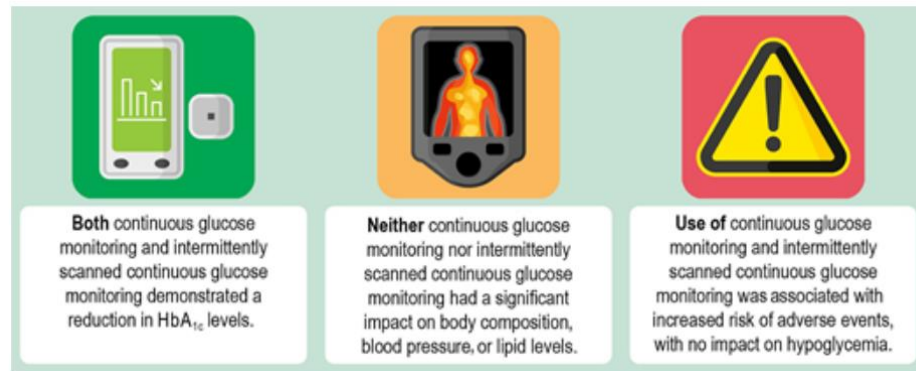 Both continuous glucose
monitoring and intermittently
scanned continuous glucose
monitoring demonstrated a
reduction in HbA1c levels.
Neither continuous glucose
monitoring nor intermittently
scanned continuous glucose
monitoring had a significant
impact on body composition,
blood pressure, or lipid levels.
Use of continuous glucose
monitoring and intermittently
scanned continuous glucose
monitoring was associated with
increased risk of adverse events,
with no impact on hypoglycemia.